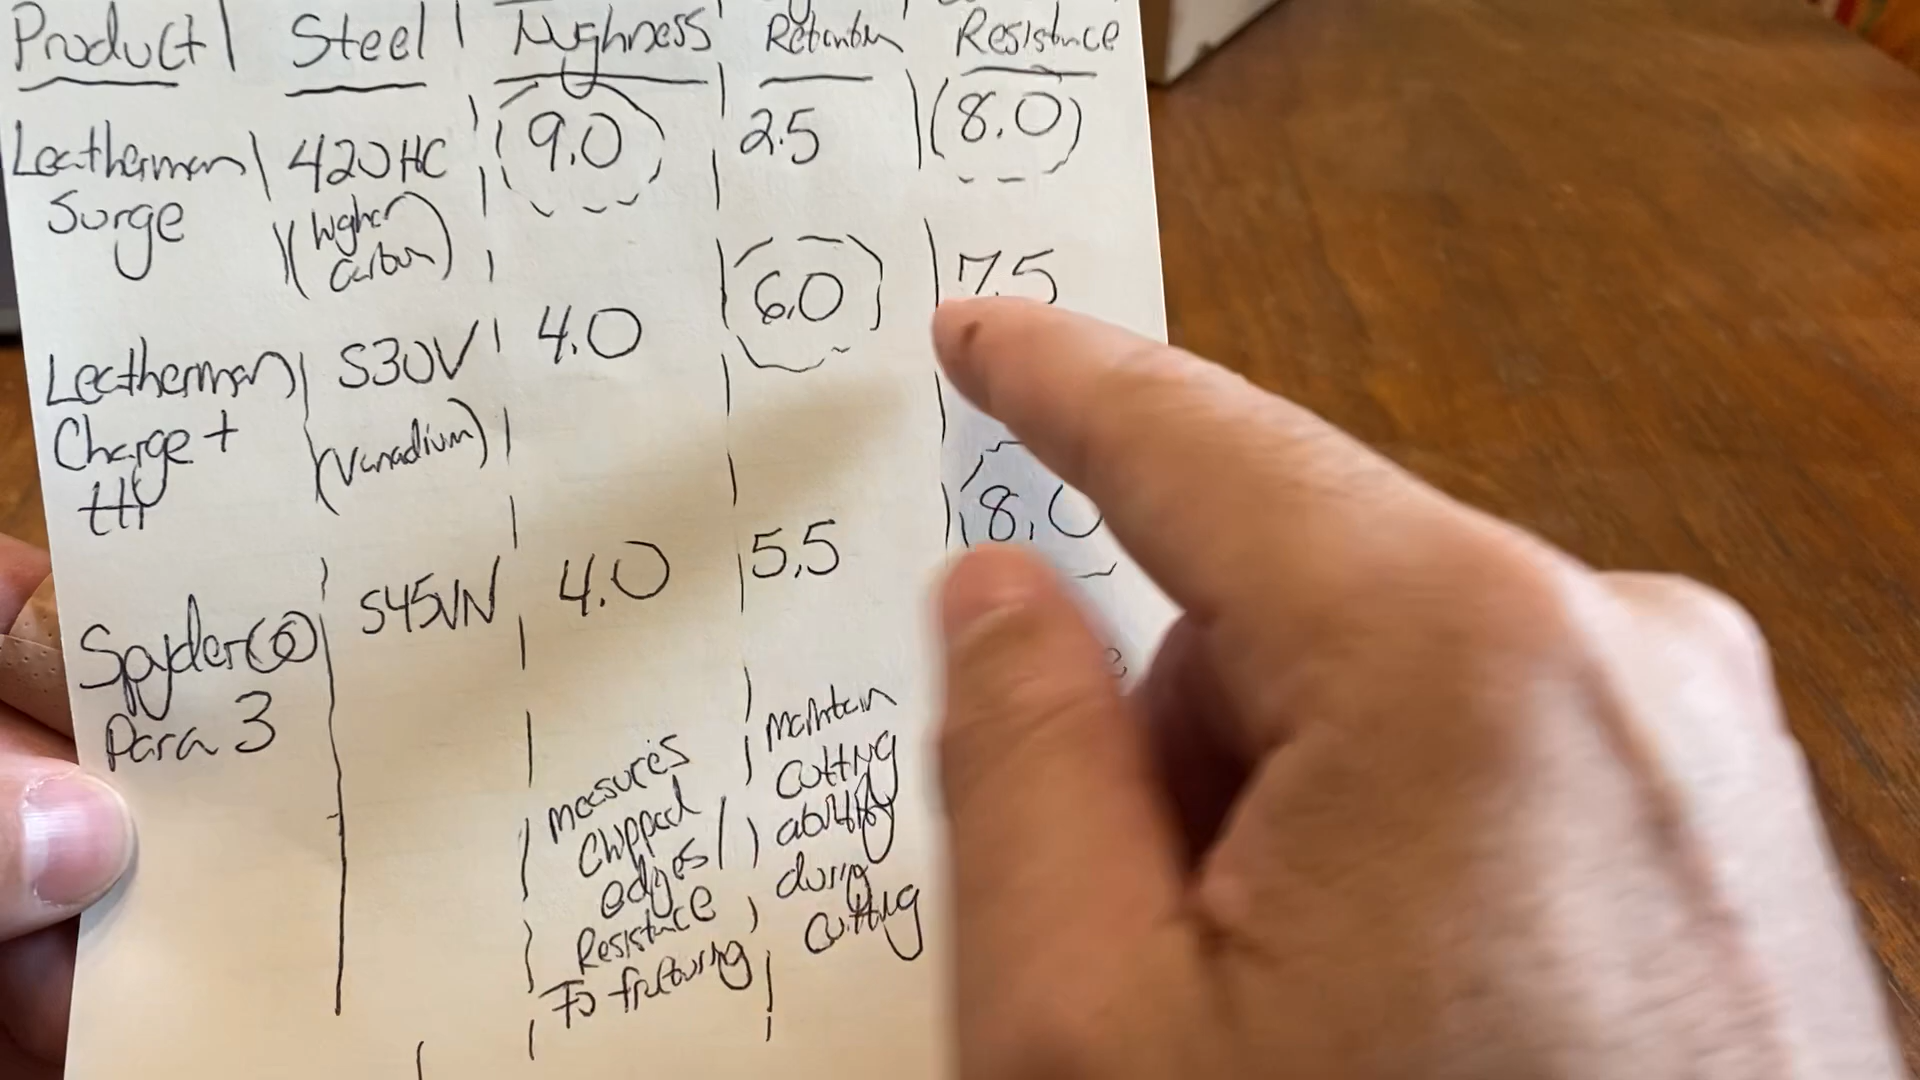 Product | Steel | Toughness Retention Resistance
Leatherman | 420HC 9.0 2.5 (8.0)
Surge (higher
carbon)
Leatherman | S30V 4.0 6.0 7.5
Charge + (Vanadium)
tti
Spyderco S45VN 4.0 5.5 8.0
Para 3
measures
Chipped
edges /
Resistance
To fracturing
maintain
Cutting
ability
during
cutting